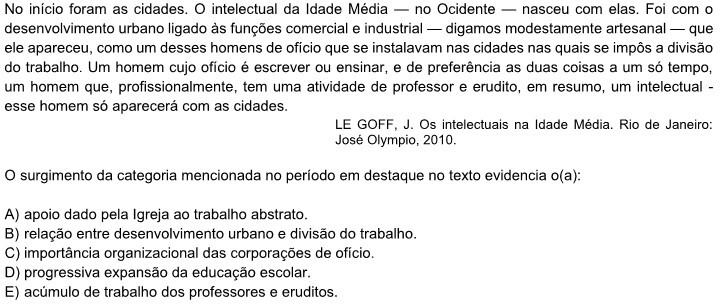 No início foram as cidades. O intelectual da Idade Média — no Ocidente — nasceu com elas. Foi com o
desenvolvimento urbano ligado às funções comercial e industrial — digamos modestamente artesanal — que
ele apareceu, como um desses homens de ofício que se instalavam nas cidades nas quais se impôs a divisão
do trabalho. Um homem cujo ofício é escrever ou ensinar, e de preferência as duas coisas a um só tempo,
um homem que, profissionalmente, tem uma atividade de professor e erudito, em resumo, um intelectual -
esse homem só aparecerá com as cidades.
LE GOFF, J. Os intelectuais na Idade Média. Rio de Janeiro:
José Olympio, 2010.
O surgimento da categoria mencionada no período em destaque no texto evidencia o(a):
A) apoio dado pela Igreja ao trabalho abstrato.
B) relação entre desenvolvimento urbano e divisão do trabalho.
C) importância organizacional das corporações de ofício.
D) progressiva expansão da educação escolar.
E) acúmulo de trabalho dos professores e eruditos.